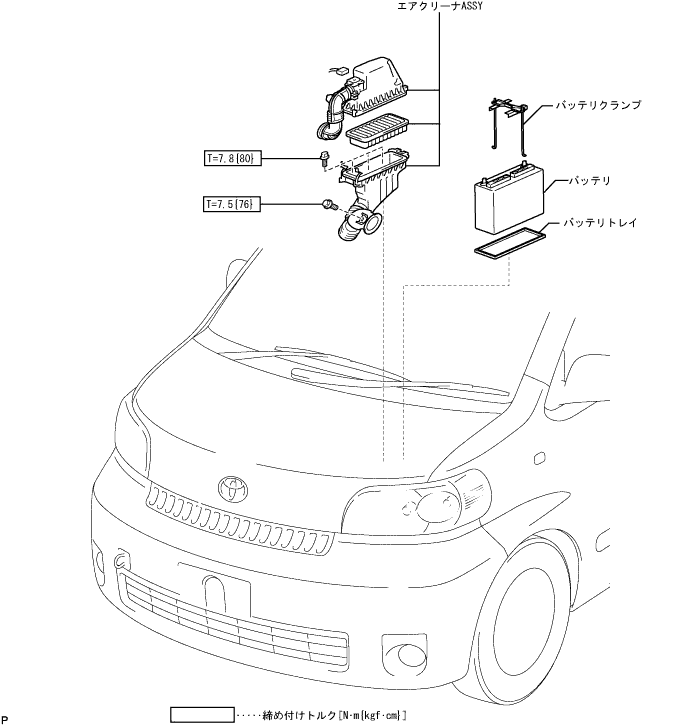 エアクリーナASSY
バッテリクランプ
T=7.8{80}
バッテリ
T=7.5{76}
バッテリトレイ
P
‥‥‥締め付けトルク[N・m{kgf・cm}]